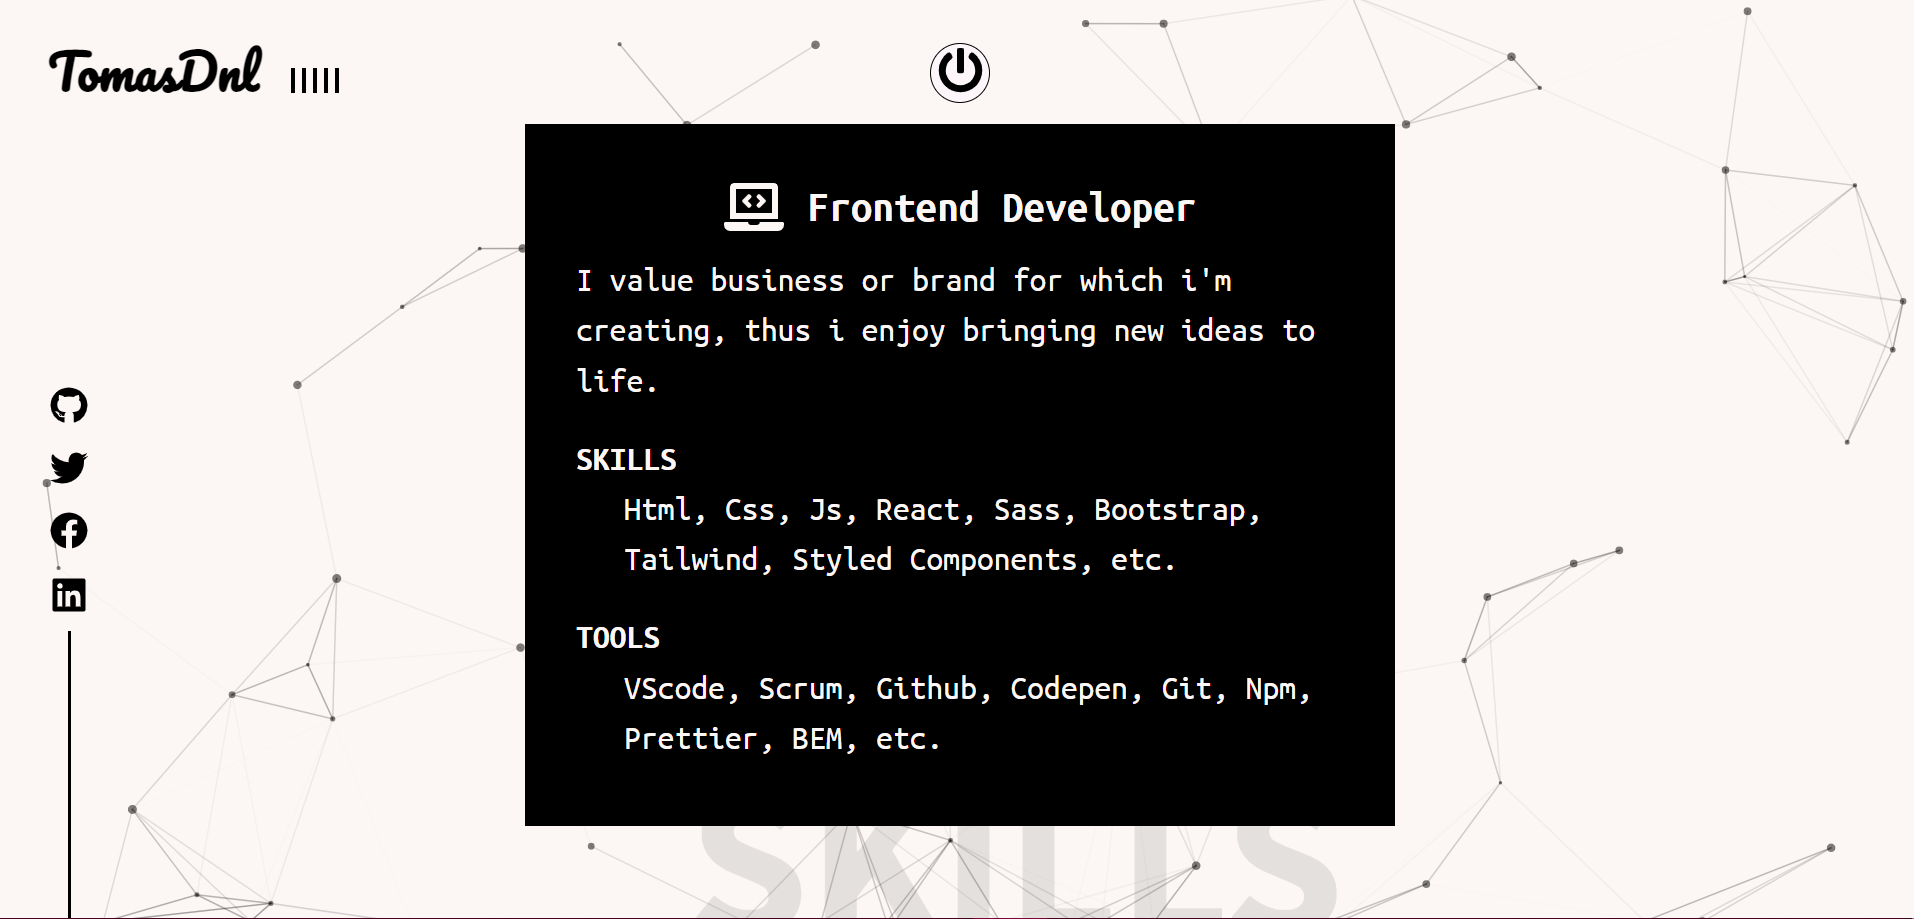 TomasDnl
Frontend Developer
I value business or brand for which i'm
creating, thus i enjoy bringing new ideas to
life.
SKILLS
Html, Css, Js, React, Sass, Bootstrap,
Tailwind, Styled Components, etc.
TOOLS
VScode, Scrum, Github, Codepen, Git, Npm,
Prettier, BEM, etc.
SKILLS